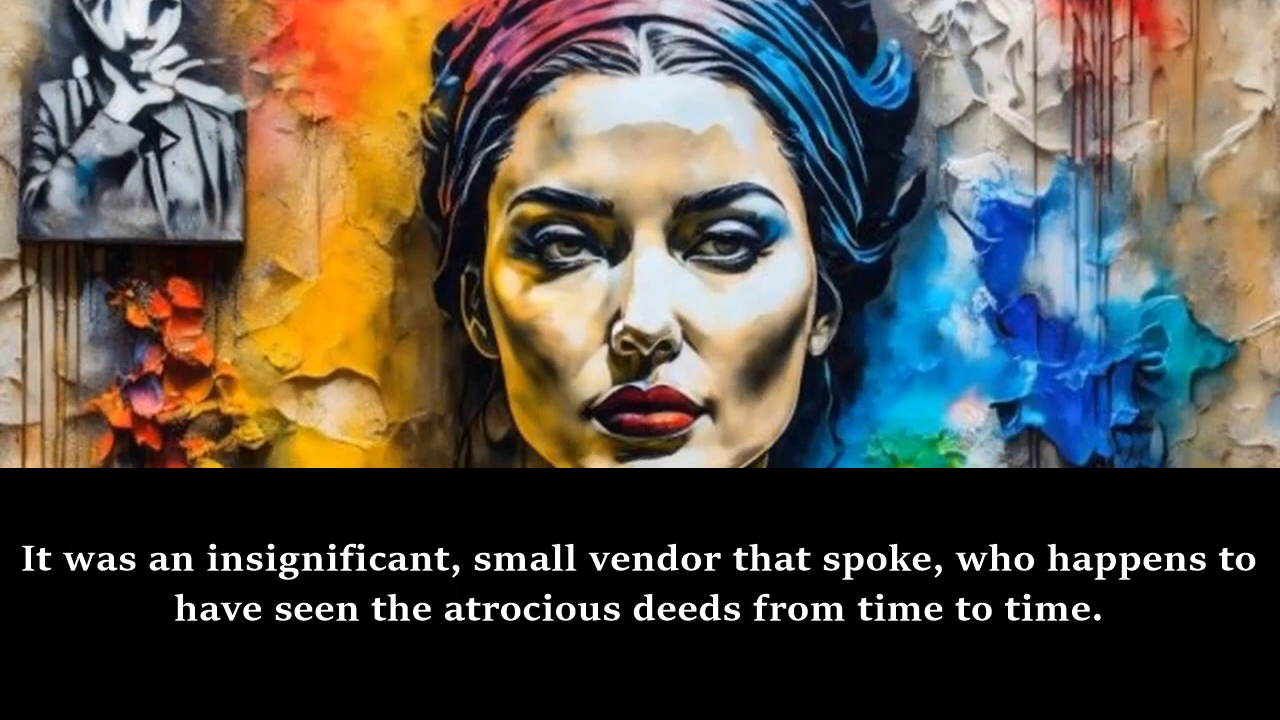 It was an insignificant, small vendor that spoke, who happens to
have seen the atrocious deeds from time to time.